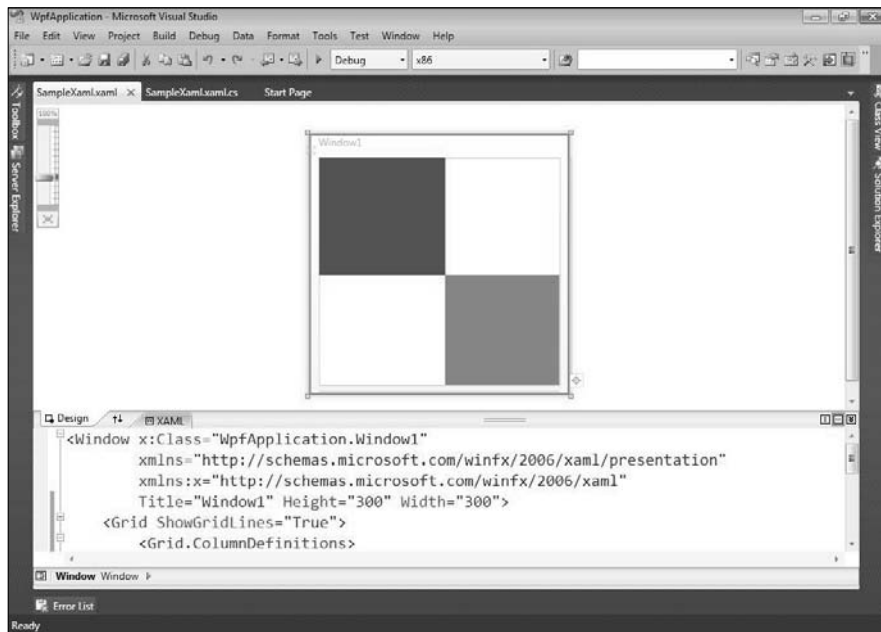 WpfApplication - Microsoft Visual Studio
File Edit View Project Build Debug Data Format Tools Test Window Help
Debug x86
SampleXaml.xaml SampleXaml.xaml.cs Start Page
Toolbox
Server Explorer
Class View
Solution Explorer
100%
Window1
Design XAML
<Window x:Class="WpfApplication.Window1"
xmlns="http://schemas.microsoft.com/winfx/2006/xaml/presentation"
xmlns:x="http://schemas.microsoft.com/winfx/2006/xaml"
Title="Window1" Height="300" Width="300">
<Grid ShowGridLines="True">
<Grid.ColumnDefinitions>
Window Window
Error List
Ready